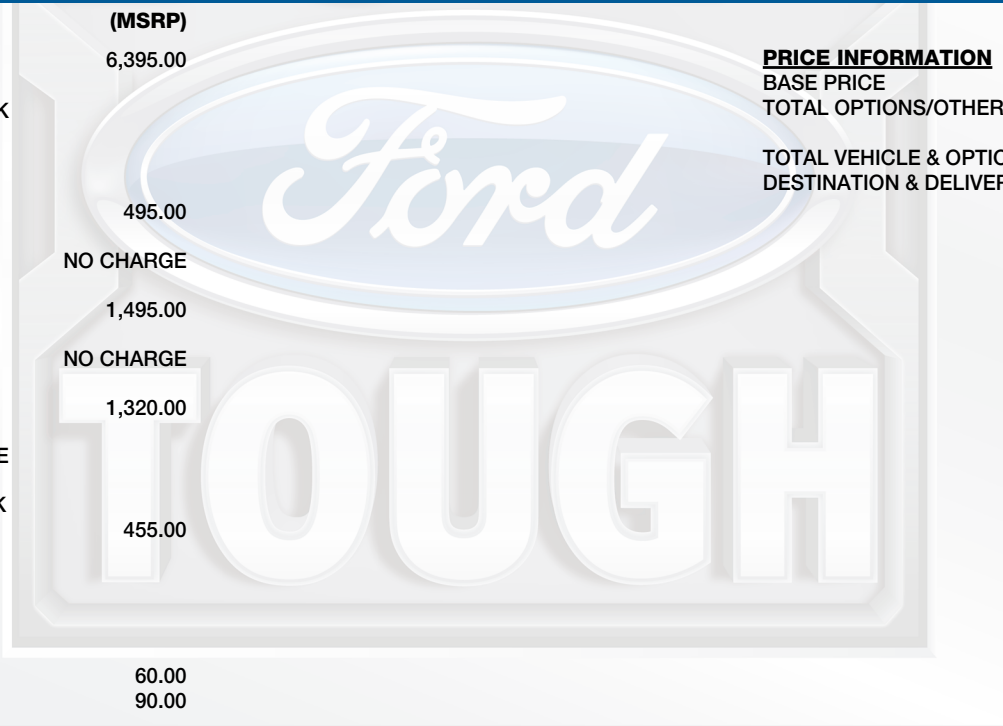 (MSRP)
6,395.00
K
495.00
NO CHARGE
1,495.00
NO CHARGE
1,320.00
E
K
455.00
60.00
90.00
PRICE INFORMATION
BASE PRICE
TOTAL OPTIONS/OTHER
TOTAL VEHICLE & OPTIO
DESTINATION & DELIVER
Ford
TOUGH